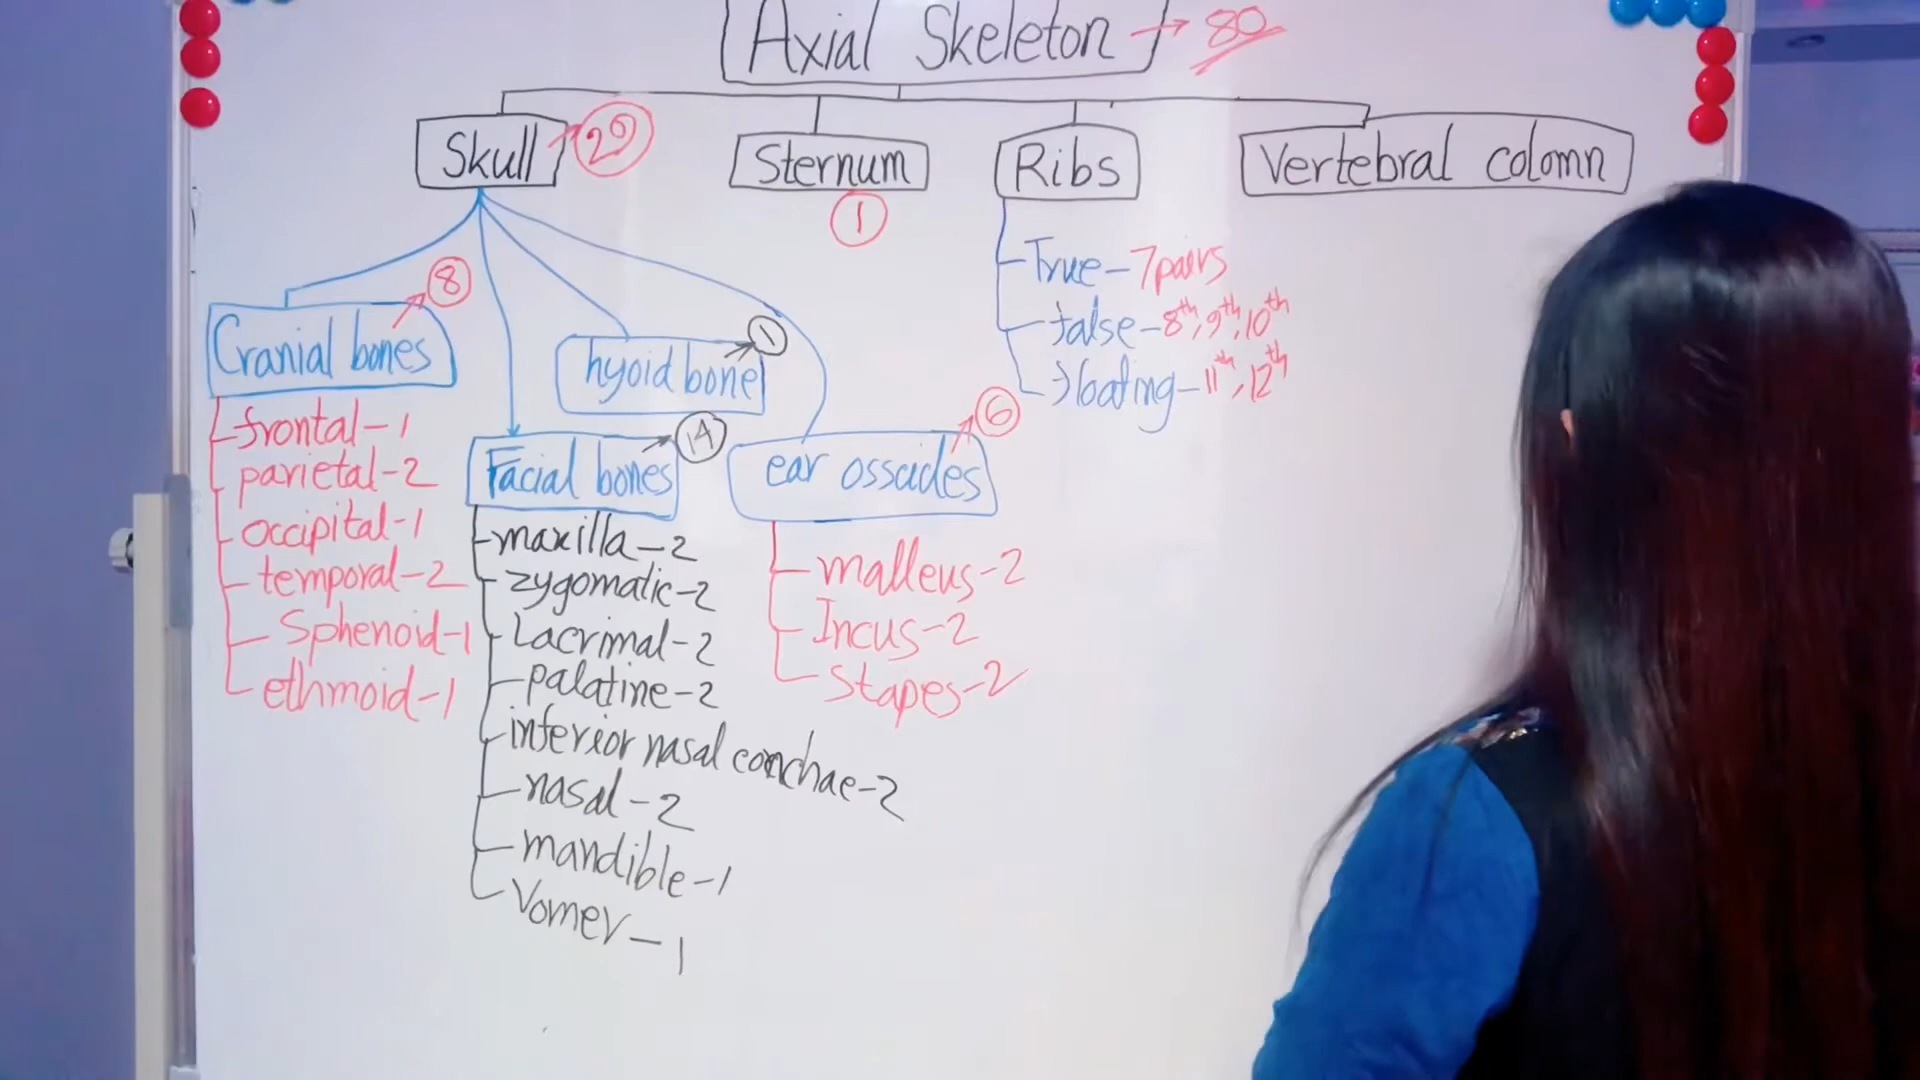 Axial Skeleton → 80
Skull → 29
Sternum
1
Ribs
Vertebral colomn
True - 7 pairs
false - 8th, 9th, 10th
floating - 11th, 12th
Cranial bones → 8
frontal - 1
parietal - 2
occipital - 1
temporal - 2
Sphenoid - 1
ethmoid - 1
hyoid bone → 1
Facial bones → 14
maxilla - 2
zygomatic - 2
Lacrimal - 2
palatine - 2
inferior nasal conchae - 2
nasal - 2
mandible - 1
Vomer - 1
ear ossicles → 6
malleus - 2
Incus - 2
Stapes - 2